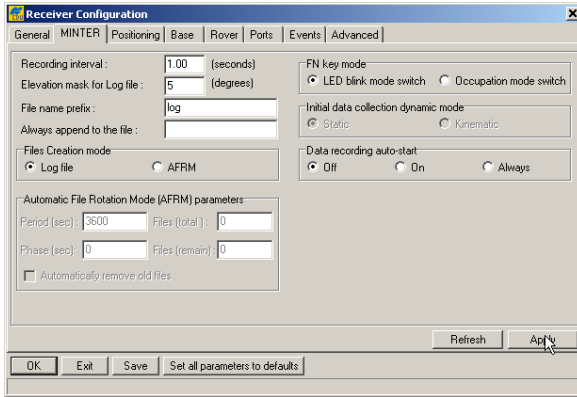 Receiver Configuration
General MINTER Positioning Base Rover Ports Events Advanced
Recording interval : 1.00 (seconds)
Elevation mask for Log file : 5 (degrees)
File name prefix : log
Always append to the file :
Files Creation mode
Log file AFRM
Automatic File Rotation Mode (AFRM) parameters
Period (sec) : 3600 Files (total ) : 0
Phase (sec): 0 Files (remain) : 0
Automatically remove old files
FN key mode
LED blink mode switch Occupation mode switch
Initial data collection dynamic mode
Static Kinematic
Data recording auto-start
Off On Always
Refresh Apply
OK Exit Save Set all parameters to defaults